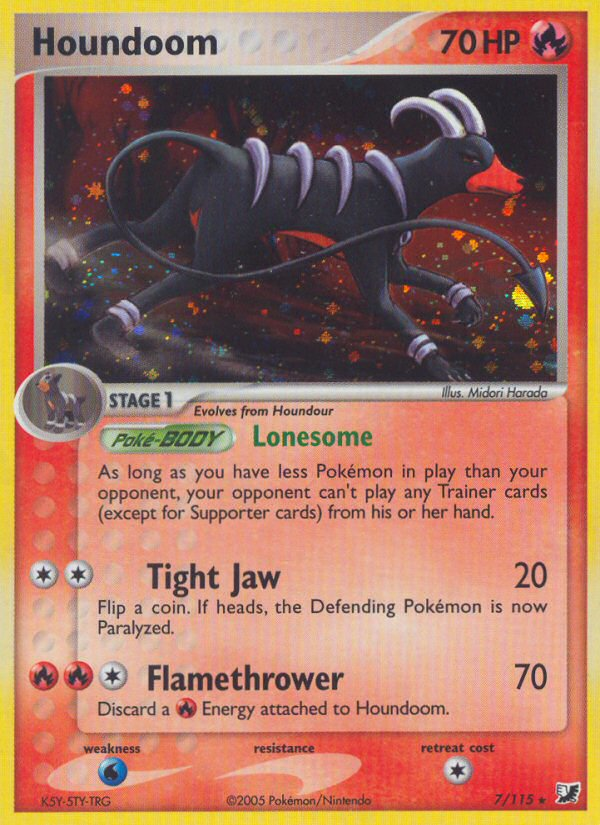 Houndoom 70 HP
Illus. Midori Harada
STAGE 1
Evolves from Houndour
Poké-BODY Lonesome
As long as you have less Pokémon in play than your
opponent, your opponent can't play any Trainer cards
(except for Supporter cards) from his or her hand.
Tight Jaw 20
Flip a coin. If heads, the Defending Pokémon is now
Paralyzed.
Flamethrower 70
Discard a Energy attached to Houndoom.
weakness resistance retreat cost
K5Y-5TY-TRG ©2005 Pokémon/Nintendo 7/115 ★